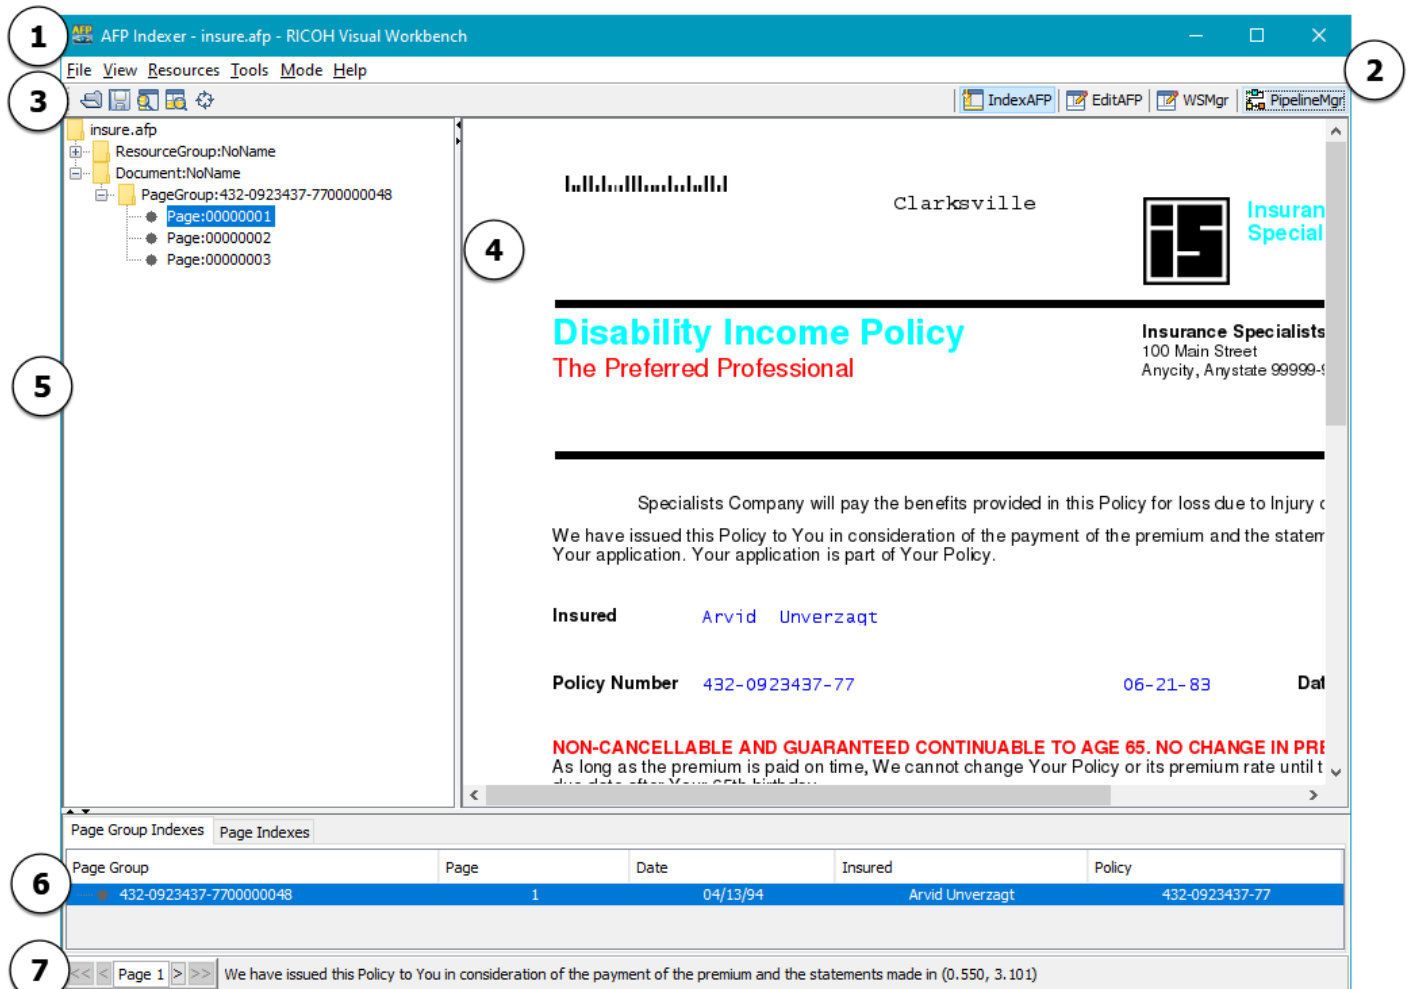 1
AFP Indexer - insure.afp - RICOH Visual Workbench
2
File View Resources Tools Mode Help
3
IndexAFP EditAFP WSMgr PipelineMgr
insure.afp
ResourceGroup:NoName
Document:NoName
PageGroup:432-0923437-7700000048
Page:00000001
Page:00000002
Page:00000003
4
5
Clarksville
iS
Insuran
Special
Disability Income Policy
The Preferred Professional
Insurance Specialists
100 Main Street
Anycity, Anystate 99999-9
Specialists Company will pay the benefits provided in this Policy for loss due to Injury
We have issued this Policy to You in consideration of the payment of the premium and the statem
Your application. Your application is part of Your Policy.
Insured Arvid Unverzagt
Policy Number 432-0923437-77 06-21-83 Dat
NON-CANCELLABLE AND GUARANTEED CONTINUABLE TO AGE 65. NO CHANGE IN PRE
As long as the premium is paid on time, We cannot change Your Policy or its premium rate until t
Page Group Indexes Page Indexes
6
Page Group Page Date Insured Policy
432-0923437-7700000048 1 04/13/94 Arvid Unverzagt 432-0923437-77
7
<< < Page 1 > >> We have issued this Policy to You in consideration of the payment of the premium and the statements made in (0.550, 3.101)